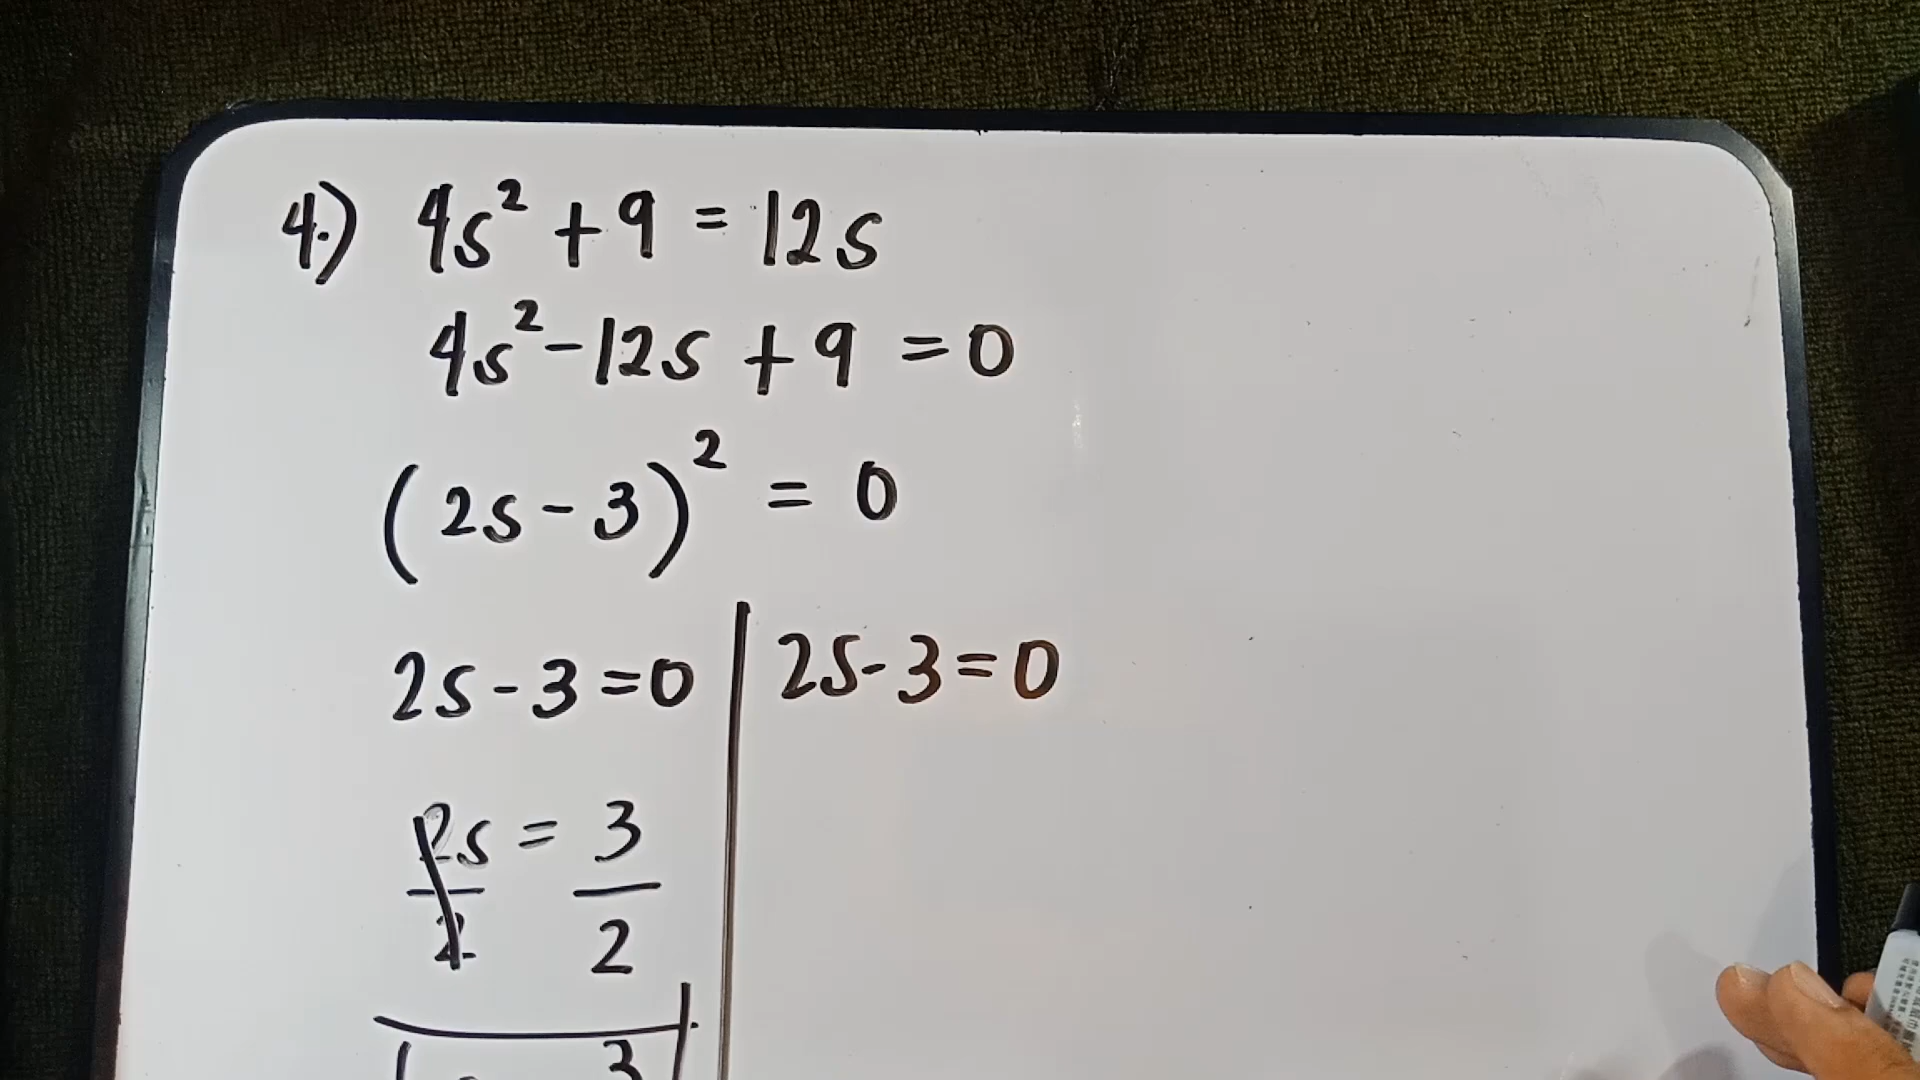 4.) 4s² + 9 = 12s
4s² - 12s + 9 = 0
(2s - 3)² = 0
2s - 3 = 0 | 2s - 3 = 0
2s/2 = 3/2
3